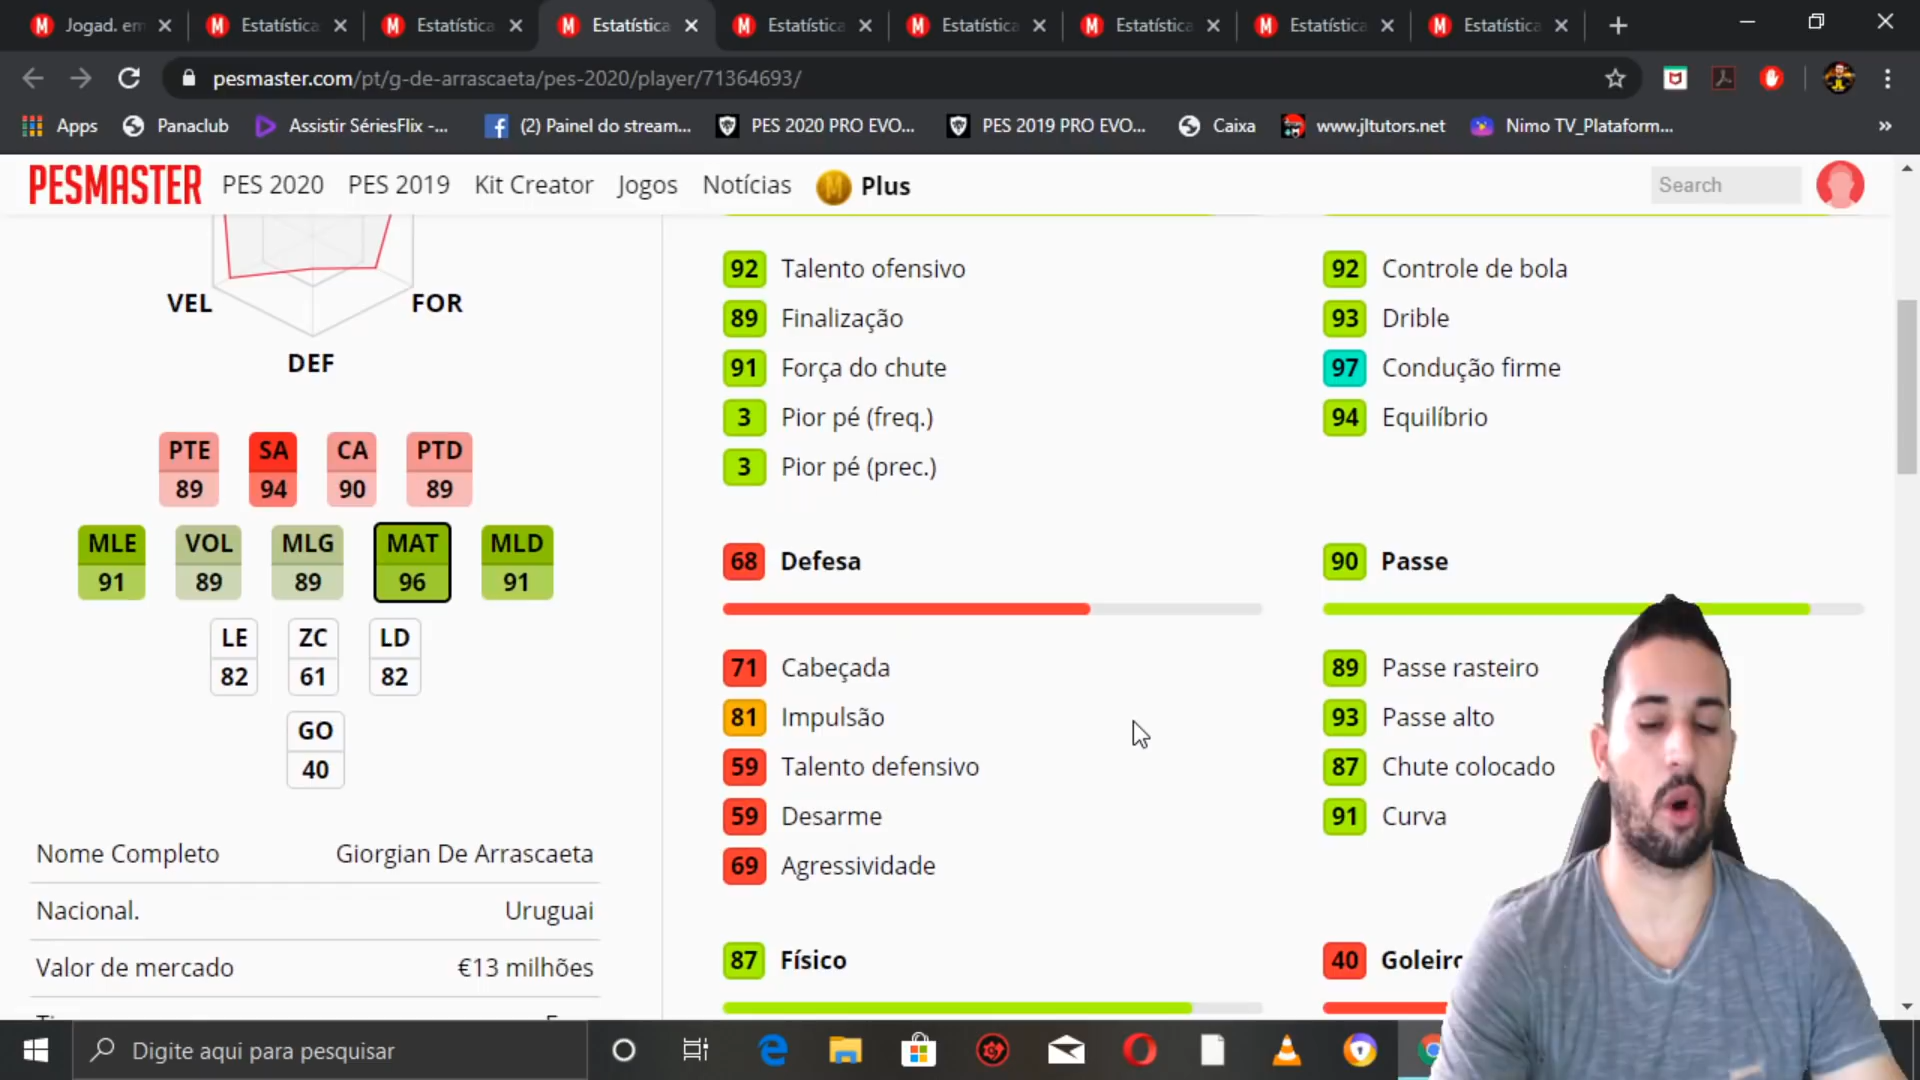 Jogad. em
Estatística
Estatística
Estatística
Estatística
Estatística
Estatística
Estatística
Estatística
pesmaster.com/pt/g-de-arrascaeta/pes-2020/player/71364693/
Apps
Panaclub
Assistir SériesFlix -...
(2) Painel do stream...
PES 2020 PRO EVO...
PES 2019 PRO EVO...
Caixa
www.jltutors.net
Nimo TV_Plataform...
»
PESMASTER
PES 2020
PES 2019
Kit Creator
Jogos
Notícias
Plus
Search
VEL
FOR
DEF
PTE SA CA PTD
89 94 90 89
MLE VOL MLG MAT MLD
91 89 89 96 91
LE ZC LD
82 61 82
GO
40
Nome Completo Giorgian De Arrascaeta
Nacional. Uruguai
Valor de mercado €13 milhões
92 Talento ofensivo
89 Finalização
91 Força do chute
3 Pior pé (freq.)
3 Pior pé (prec.)
92 Controle de bola
93 Drible
97 Condução firme
94 Equilíbrio
68 Defesa
71 Cabeçada
81 Impulsão
59 Talento defensivo
59 Desarme
69 Agressividade
90 Passe
89 Passe rasteiro
93 Passe alto
87 Chute colocado
91 Curva
87 Físico
40 Goleiro
Digite aqui para pesquisar